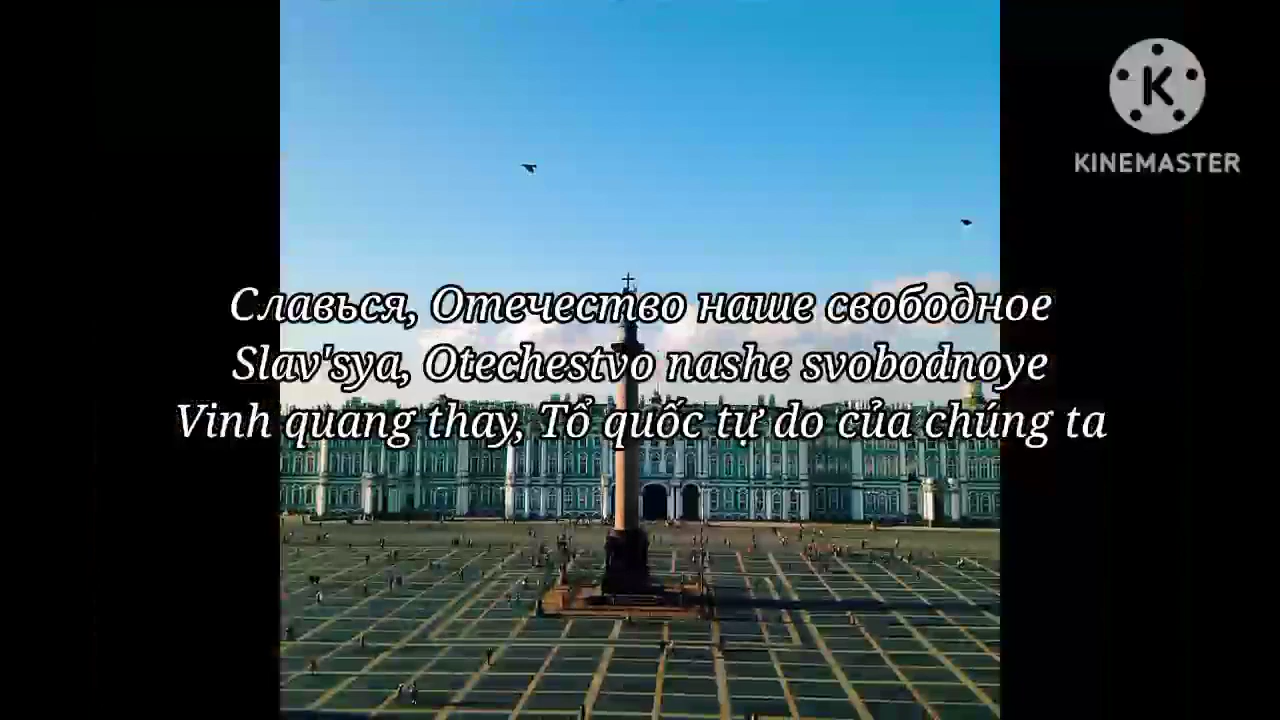 Славься, Отечество наше свободное
Slav'sya, Otechestvo nashe svobodnoye
Vinh quang thay, Tổ quốc tự do của chúng ta
K
KINEMASTER